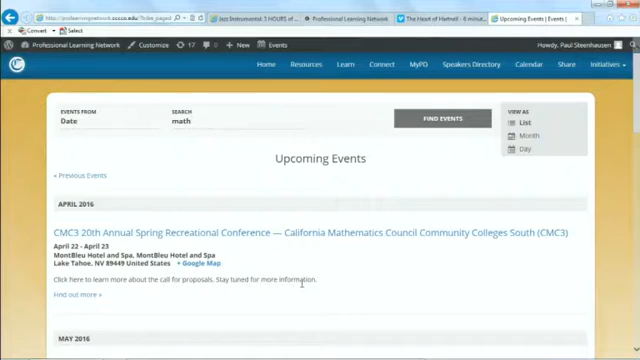 http://prolearningnetwork.cccco.edu/?tribe_paged=
Jazz Instrumental: 3 HOURS of
Professional Learning Network
The Heart of Hartnell - 6 minut...
Upcoming Events | Events |
× Convert Select
Professional Learning Network Customize 17 0 New Events Howdy, Paul Steenhausen
Home Resources Learn Connect MyPD Speakers Directory Calendar Share Initiatives
EVENTS FROM SEARCH VIEW AS
Date math FIND EVENTS List
Month
Day
Upcoming Events
« Previous Events
APRIL 2016
CMC3 20th Annual Spring Recreational Conference — California Mathematics Council Community Colleges South (CMC3)
April 22 - April 23
MontBleu Hotel and Spa, MontBleu Hotel and Spa
Lake Tahoe, NV 89449 United States + Google Map
Click here to learn more about the call for proposals. Stay tuned for more information.
Find out more »
MAY 2016